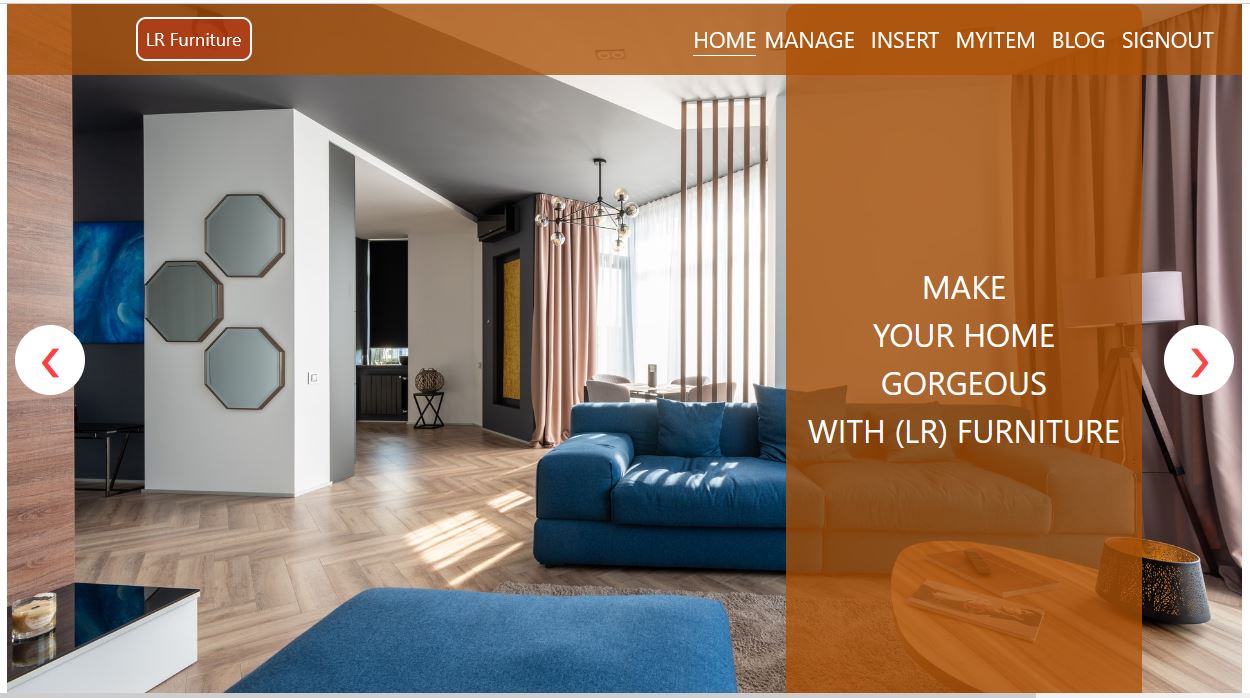 LR Furniture
HOME MANAGE INSERT MYITEM BLOG SIGNOUT
MAKE
YOUR HOME
GORGEOUS
WITH (LR) FURNITURE